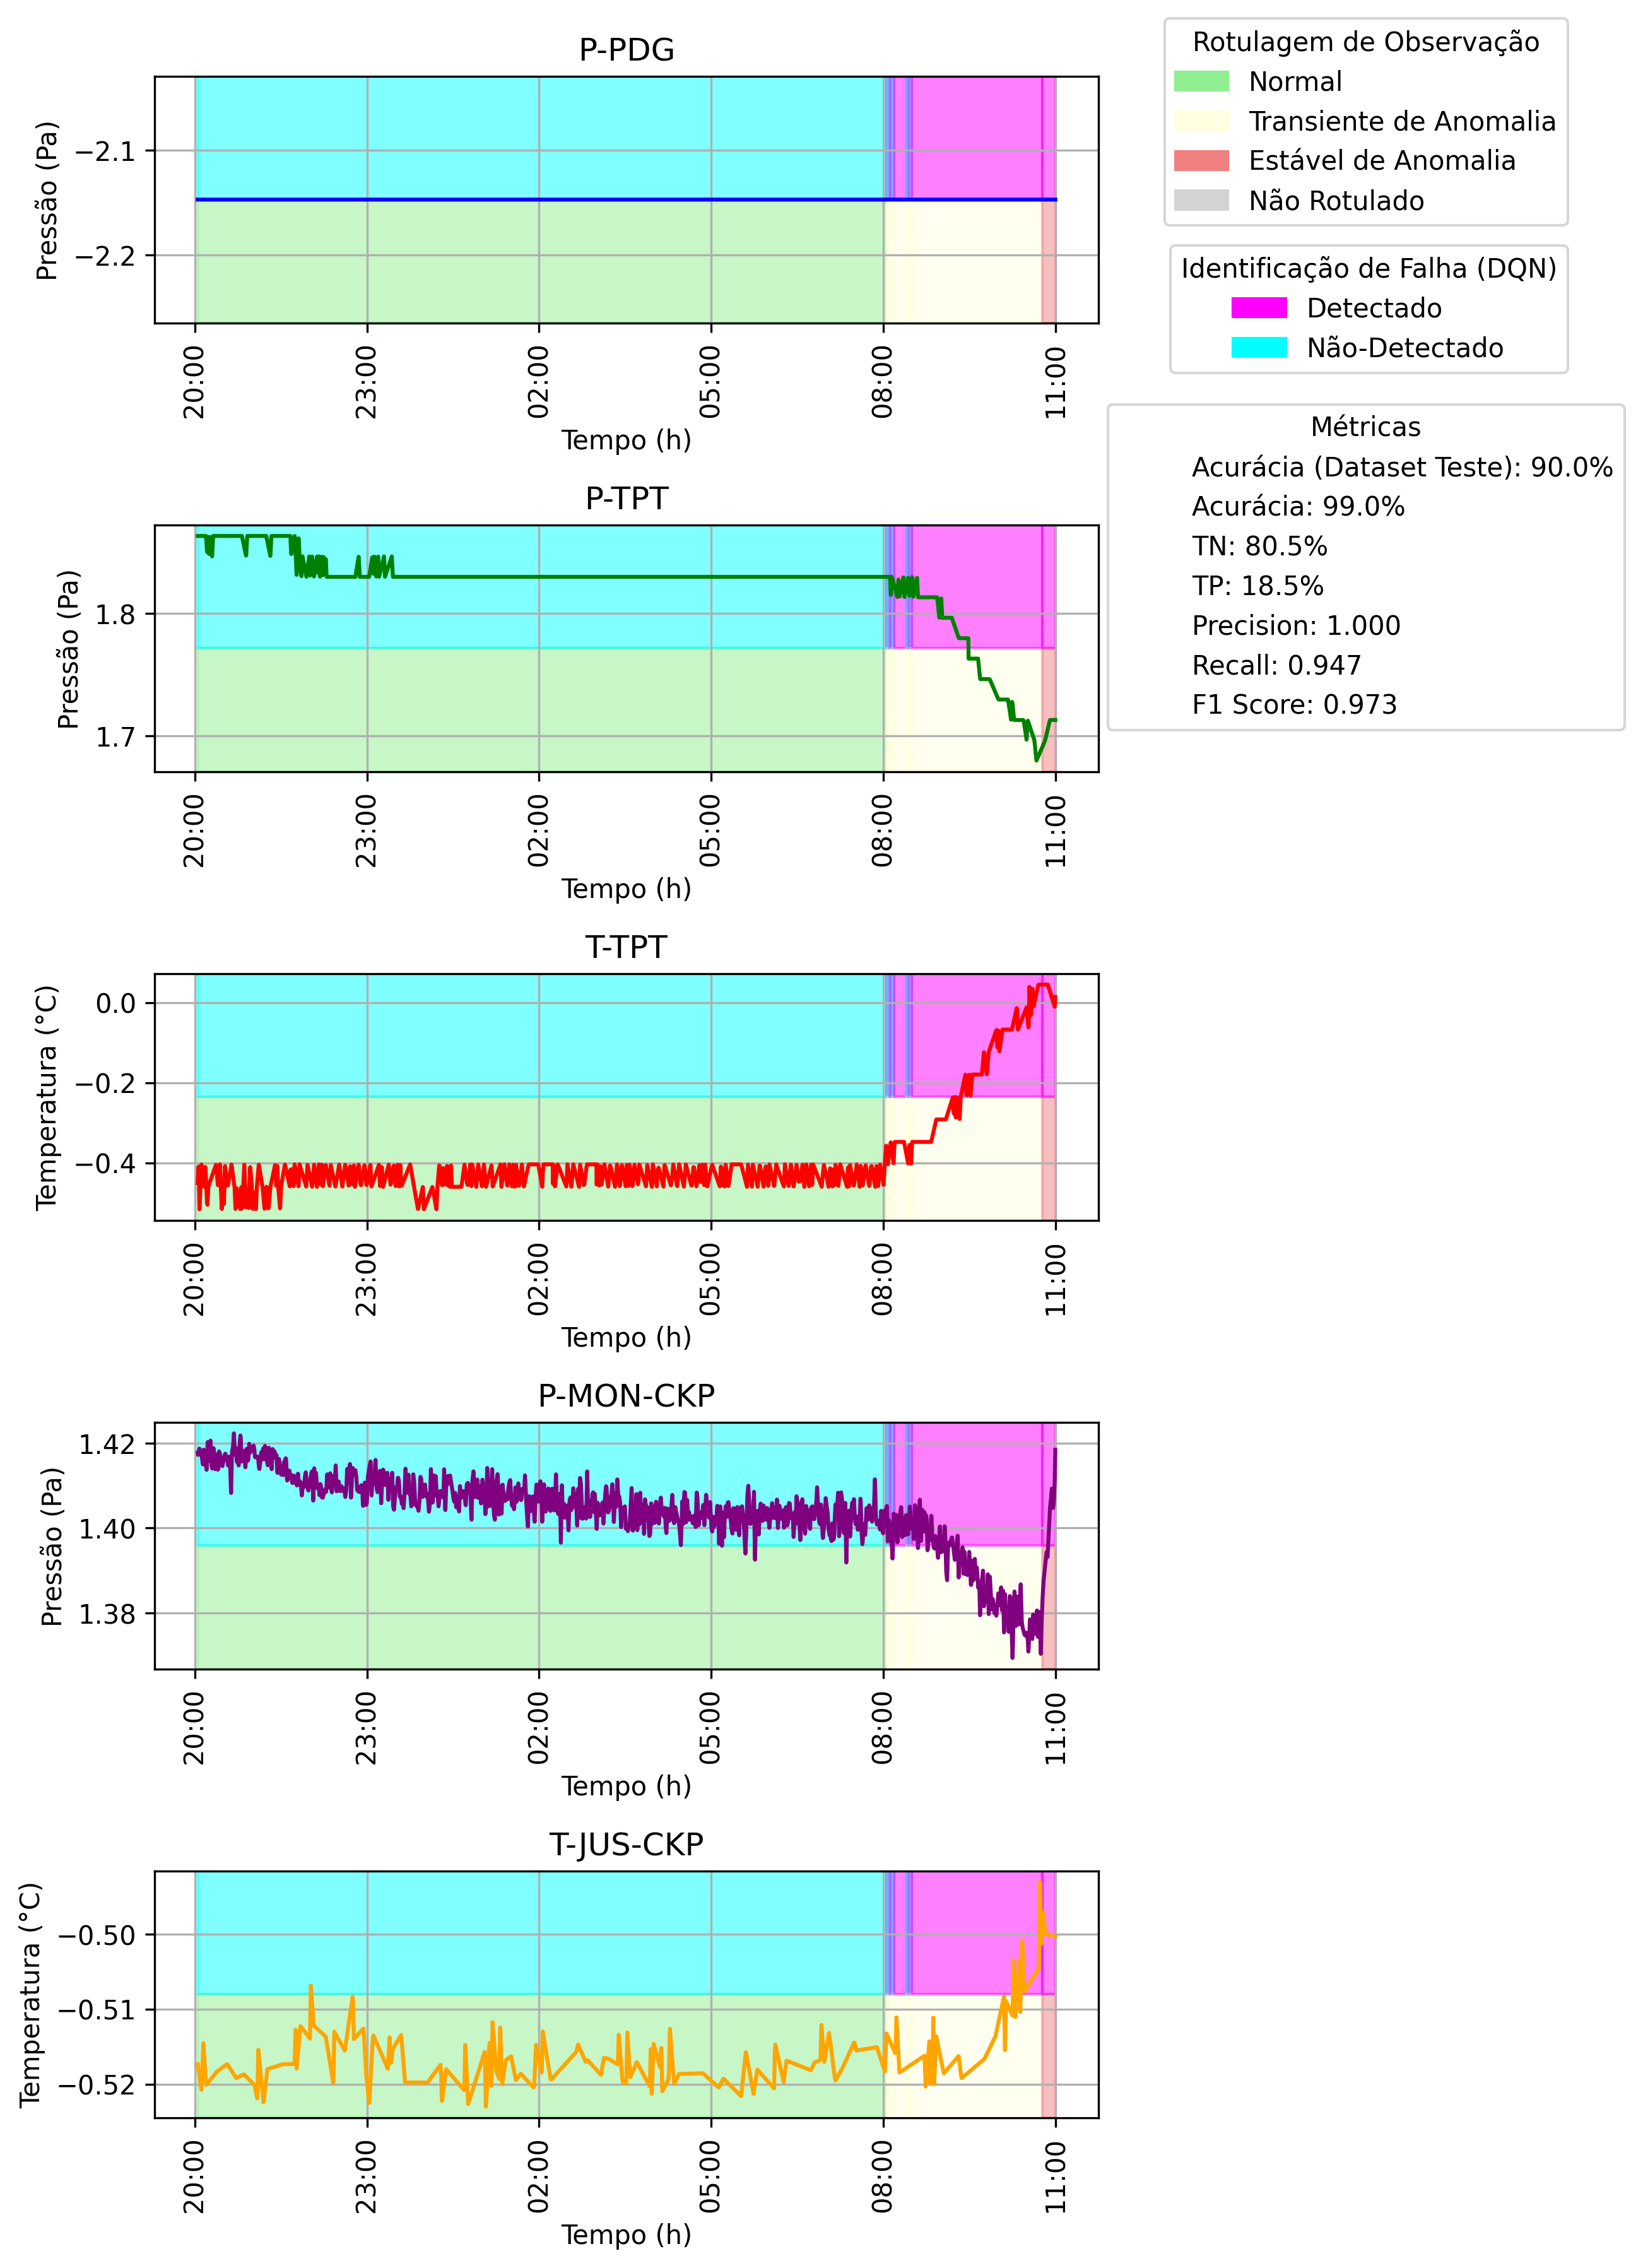 P-PDG
Pressão (Pa)
−2.1
−2.2
20:00
23:00
02:00
05:00
08:00
11:00
Tempo (h)
Rotulagem de Observação
Normal
Transiente de Anomalia
Estável de Anomalia
Não Rotulado
Identificação de Falha (DQN)
Detectado
Não-Detectado
Métricas
Acurácia (Dataset Teste): 90.0%
Acurácia: 99.0%
TN: 80.5%
TP: 18.5%
Precision: 1.000
Recall: 0.947
F1 Score: 0.973
P-TPT
Pressão (Pa)
1.8
1.7
20:00
23:00
02:00
05:00
08:00
11:00
Tempo (h)
T-TPT
Temperatura (°C)
0.0
−0.2
−0.4
20:00
23:00
02:00
05:00
08:00
11:00
Tempo (h)
P-MON-CKP
Pressão (Pa)
1.42
1.40
1.38
20:00
23:00
02:00
05:00
08:00
11:00
Tempo (h)
T-JUS-CKP
Temperatura (°C)
−0.50
−0.51
−0.52
20:00
23:00
02:00
05:00
08:00
11:00
Tempo (h)